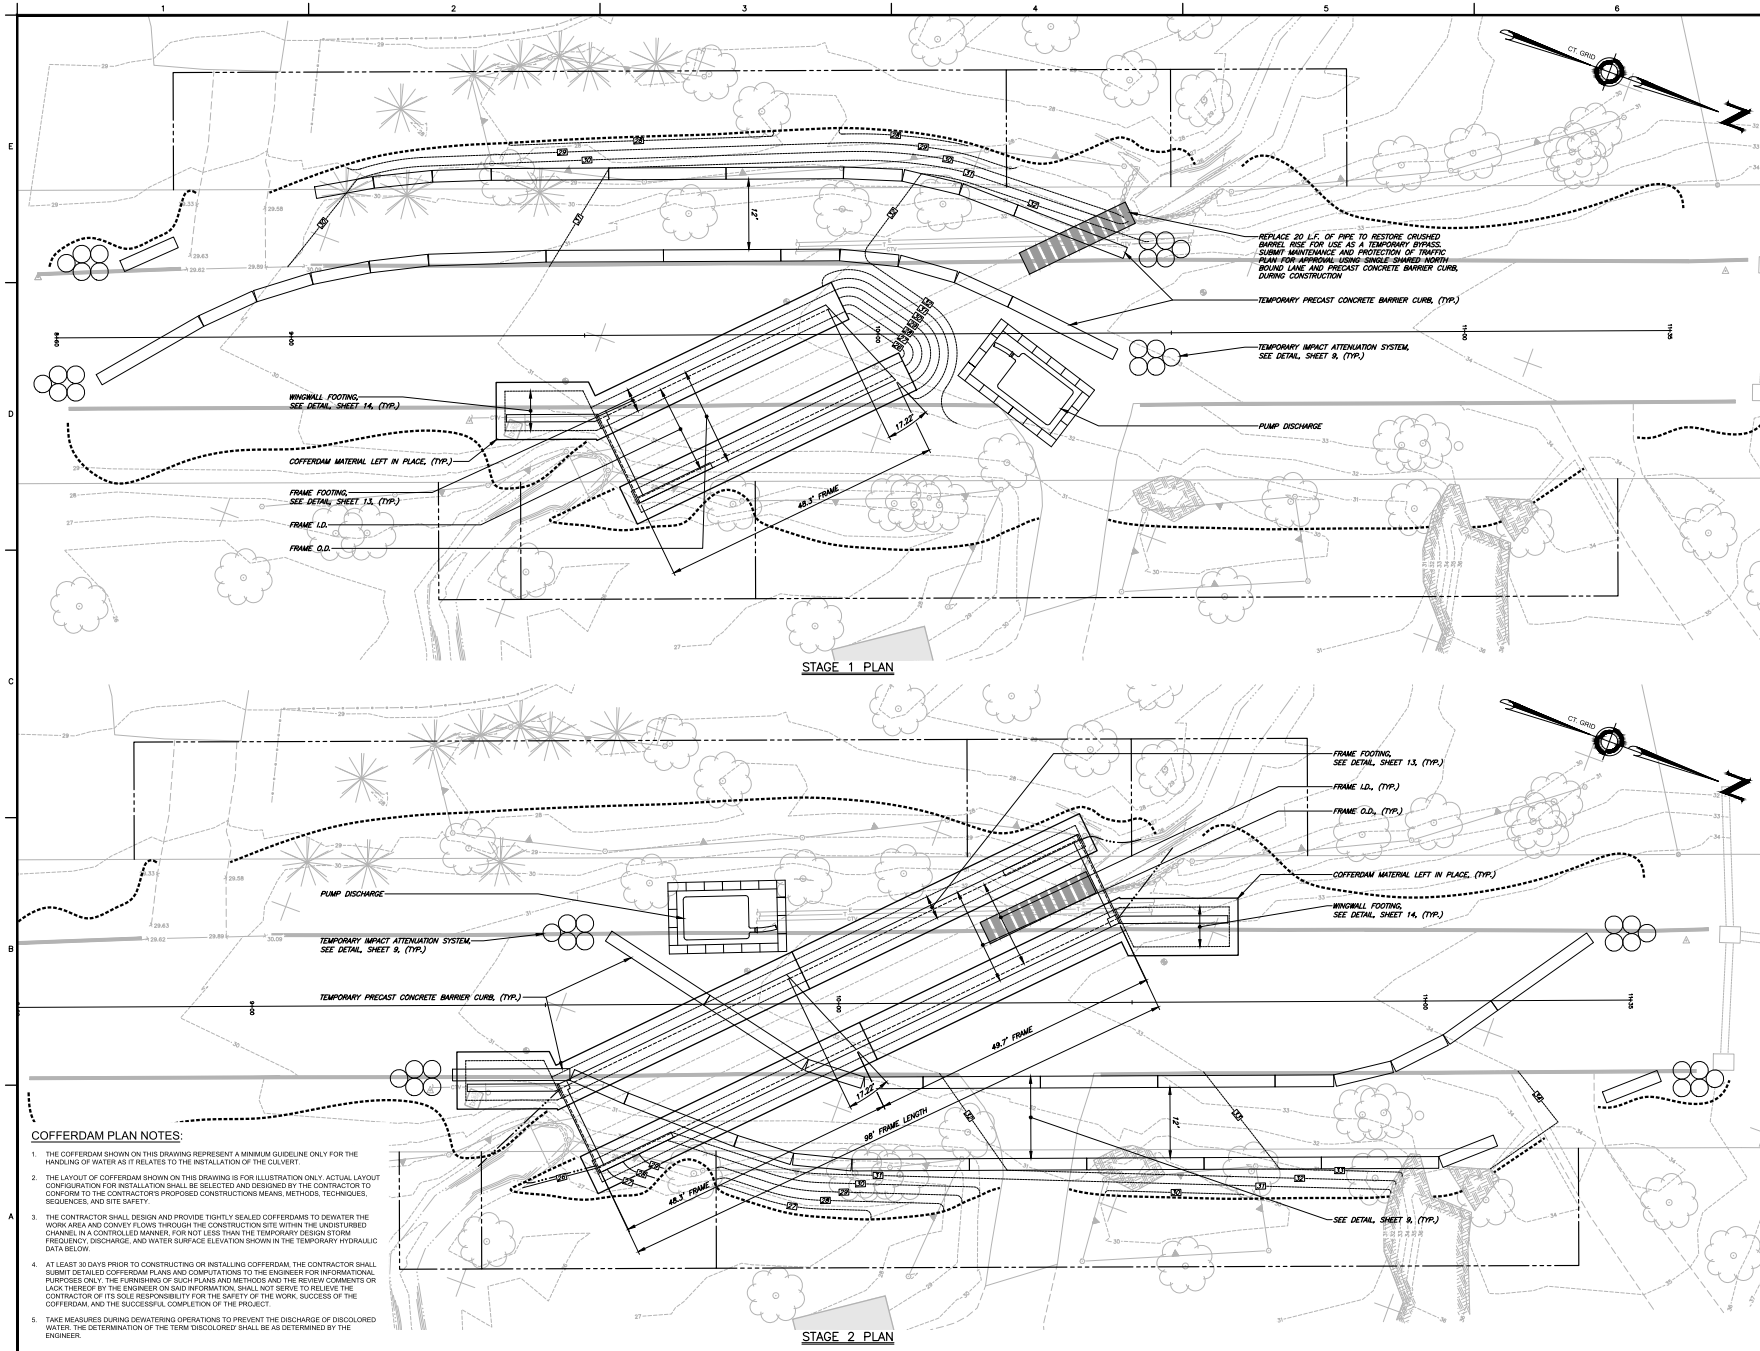 1 2 3 4 5 6
E
D
C
B
A
CT. GRID
N
REPLACE 20 L.F. OF PIPE TO RESTORE CRUSHED
BARREL RISE FOR USE AS A TEMPORARY BYPASS.
SUBMIT MAINTENANCE AND PROTECTION OF TRAFFIC
PLAN FOR APPROVAL USING SINGLE SHARED NORTH
BOUND LANE AND PRECAST CONCRETE BARRIER CURB,
DURING CONSTRUCTION
TEMPORARY PRECAST CONCRETE BARRIER CURB, (TYP.)
TEMPORARY IMPACT ATTENUATION SYSTEM,
SEE DETAIL, SHEET 9, (TYP.)
PUMP DISCHARGE
12'
WINGWALL FOOTING,
SEE DETAIL, SHEET 14, (TYP.)
COFFERDAM MATERIAL LEFT IN PLACE, (TYP.)
FRAME FOOTING,
SEE DETAIL, SHEET 13, (TYP.)
FRAME I.D.
FRAME O.D.
17.22'
48.3' FRAME
9+00
10+00
11+00
11+35
STAGE 1 PLAN
CT. GRID
N
FRAME FOOTING,
SEE DETAIL, SHEET 13, (TYP.)
FRAME I.D., (TYP.)
FRAME O.D., (TYP.)
COFFERDAM MATERIAL LEFT IN PLACE, (TYP.)
WINGWALL FOOTING,
SEE DETAIL, SHEET 14, (TYP.)
PUMP DISCHARGE
TEMPORARY IMPACT ATTENUATION SYSTEM,
SEE DETAIL, SHEET 9, (TYP.)
TEMPORARY PRECAST CONCRETE BARRIER CURB, (TYP.)
9+00
10+00
11+00
11+35
49.7' FRAME
17.22'
98' FRAME LENGTH
48.3' FRAME
12'
SEE DETAIL, SHEET 9, (TYP.)
COFFERDAM PLAN NOTES:
1. THE COFFERDAM SHOWN ON THIS DRAWING REPRESENT A MINIMUM GUIDELINE ONLY FOR THE
HANDLING OF WATER AS IT RELATES TO THE INSTALLATION OF THE CULVERT.
2. THE LAYOUT OF COFFERDAM SHOWN ON THIS DRAWING IS FOR ILLUSTRATION ONLY. ACTUAL LAYOUT
CONFIGURATION FOR INSTALLATION SHALL BE SELECTED AND DESIGNED BY THE CONTRACTOR TO
CONFORM TO THE CONTRACTOR'S PROPOSED CONSTRUCTIONS MEANS, METHODS, TECHNIQUES,
SEQUENCES, AND SITE SAFETY.
3. THE CONTRACTOR SHALL DESIGN AND PROVIDE TIGHTLY SEALED COFFERDAMS TO DEWATER THE
WORK AREA AND CONVEY FLOWS THROUGH THE CONSTRUCTION SITE WITHIN THE UNDISTURBED
CHANNEL IN A CONTROLLED MANNER, FOR NOT LESS THAN THE TEMPORARY DESIGN STORM
FREQUENCY, DISCHARGE, AND WATER SURFACE ELEVATION SHOWN IN THE TEMPORARY HYDRAULIC
DATA BELOW.
4. AT LEAST 30 DAYS PRIOR TO CONSTRUCTING OR INSTALLING COFFERDAM, THE CONTRACTOR SHALL
SUBMIT DETAILED COFFERDAM PLANS AND COMPUTATIONS TO THE ENGINEER FOR INFORMATIONAL
PURPOSES ONLY. THE FURNISHING OF SUCH PLANS AND METHODS AND THE REVIEW COMMENTS OR
LACK THEREOF BY THE ENGINEER ON SAID INFORMATION, SHALL NOT SERVE TO RELIEVE THE
CONTRACTOR OF ITS SOLE RESPONSIBILITY FOR THE SAFETY OF THE WORK, SUCCESS OF THE
COFFERDAM, AND THE SUCCESSFUL COMPLETION OF THE PROJECT.
5. TAKE MEASURES DURING DEWATERING OPERATIONS TO PREVENT THE DISCHARGE OF DISCOLORED
WATER. THE DETERMINATION OF THE TERM 'DISCOLORED' SHALL BE AS DETERMINED BY THE
ENGINEER.
STAGE 2 PLAN